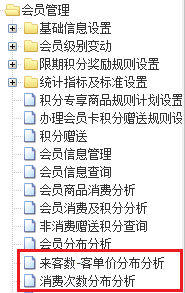 会员管理
基础信息设置
会员级别变动
限期积分奖励规则设置
统计指标及标准设置
积分专享商品规则计划设置
办理会员卡积分赠送规则设
积分赠送
会员信息管理
会员信息查询
会员商品消费分析
会员消费及积分分析
非消费赠送积分查询
会员分布分析
来客数-客单价分布分析
消费次数分布分析